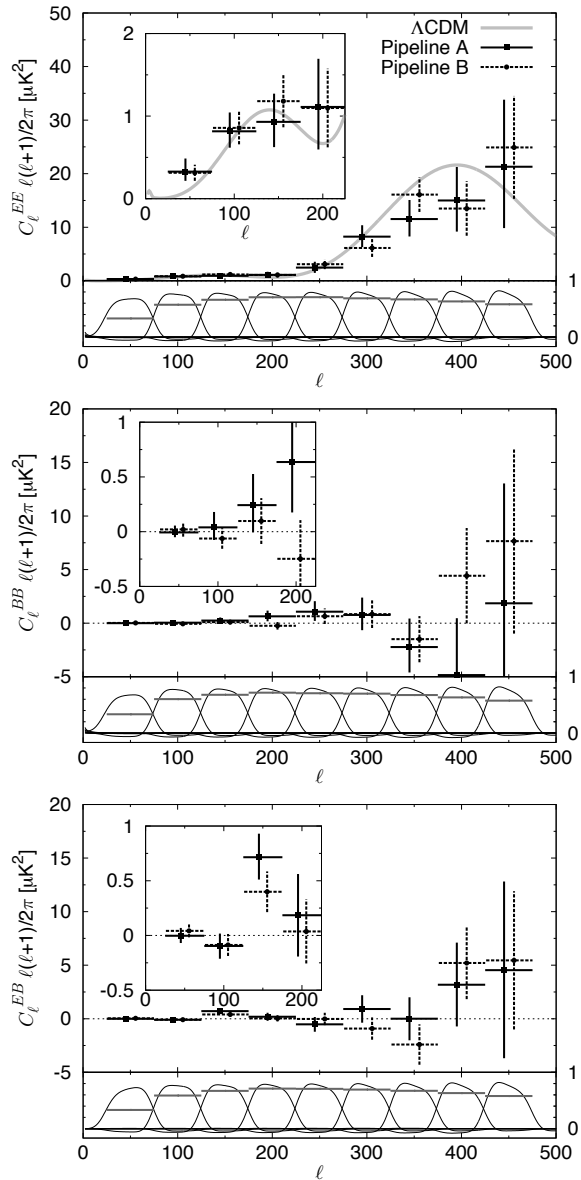 50
40
30
20
10
0
C_ℓ^EE ℓ(ℓ+1)/2π [μK²]
2
1
0
0 100 200
ℓ
ΛCDM
Pipeline A
Pipeline B
1
0
0 100 200 300 400 500
ℓ
20
15
10
5
0
-5
C_ℓ^BB ℓ(ℓ+1)/2π [μK²]
1
0.5
0
-0.5
0 100 200
1
0
0 100 200 300 400 500
ℓ
20
15
10
5
0
-5
C_ℓ^EB ℓ(ℓ+1)/2π [μK²]
1
0.5
0
-0.5
0 100 200
1
0
0 100 200 300 400 500
ℓ